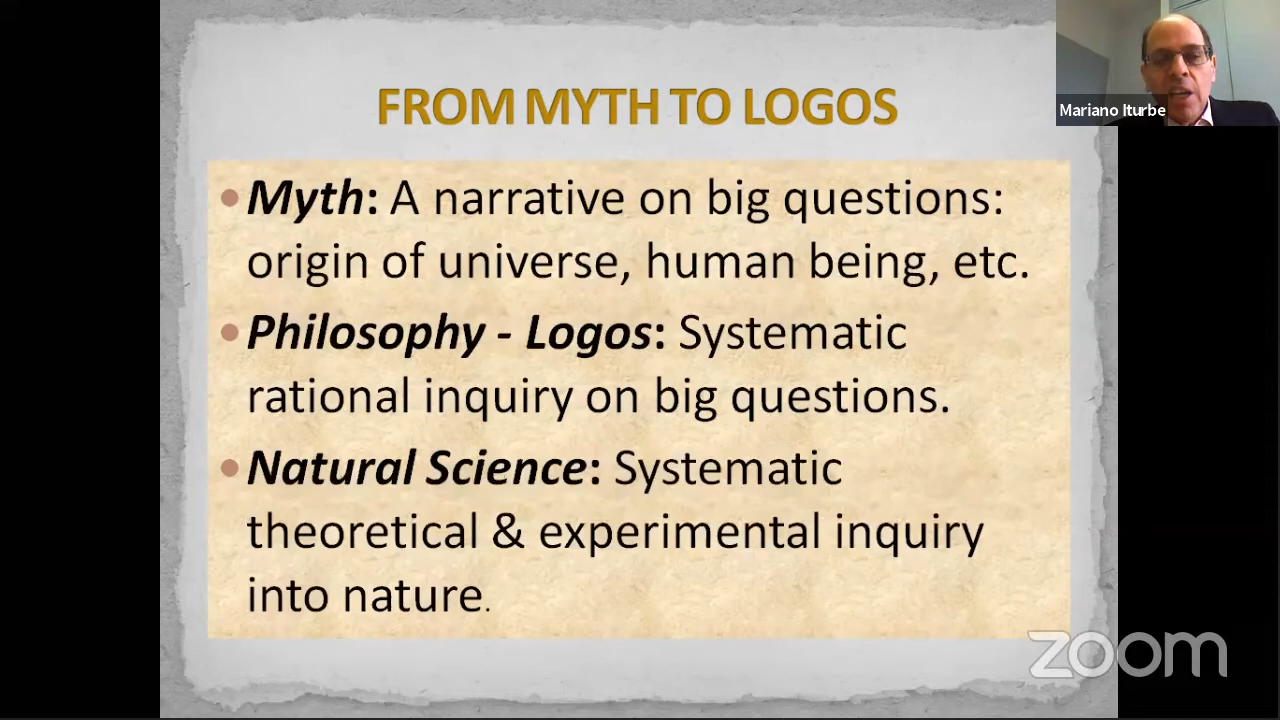 FROM MYTH TO LOGOS
Mariano Iturbe
• Myth: A narrative on big questions:
origin of universe, human being, etc.
• Philosophy - Logos: Systematic
rational inquiry on big questions.
• Natural Science: Systematic
theoretical & experimental inquiry
into nature.
zoom